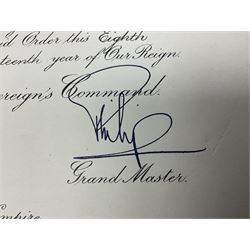 Order this Eighth
teenth year of Our Reign.
ereign's Command.
Philip
Grand Master.
Empire